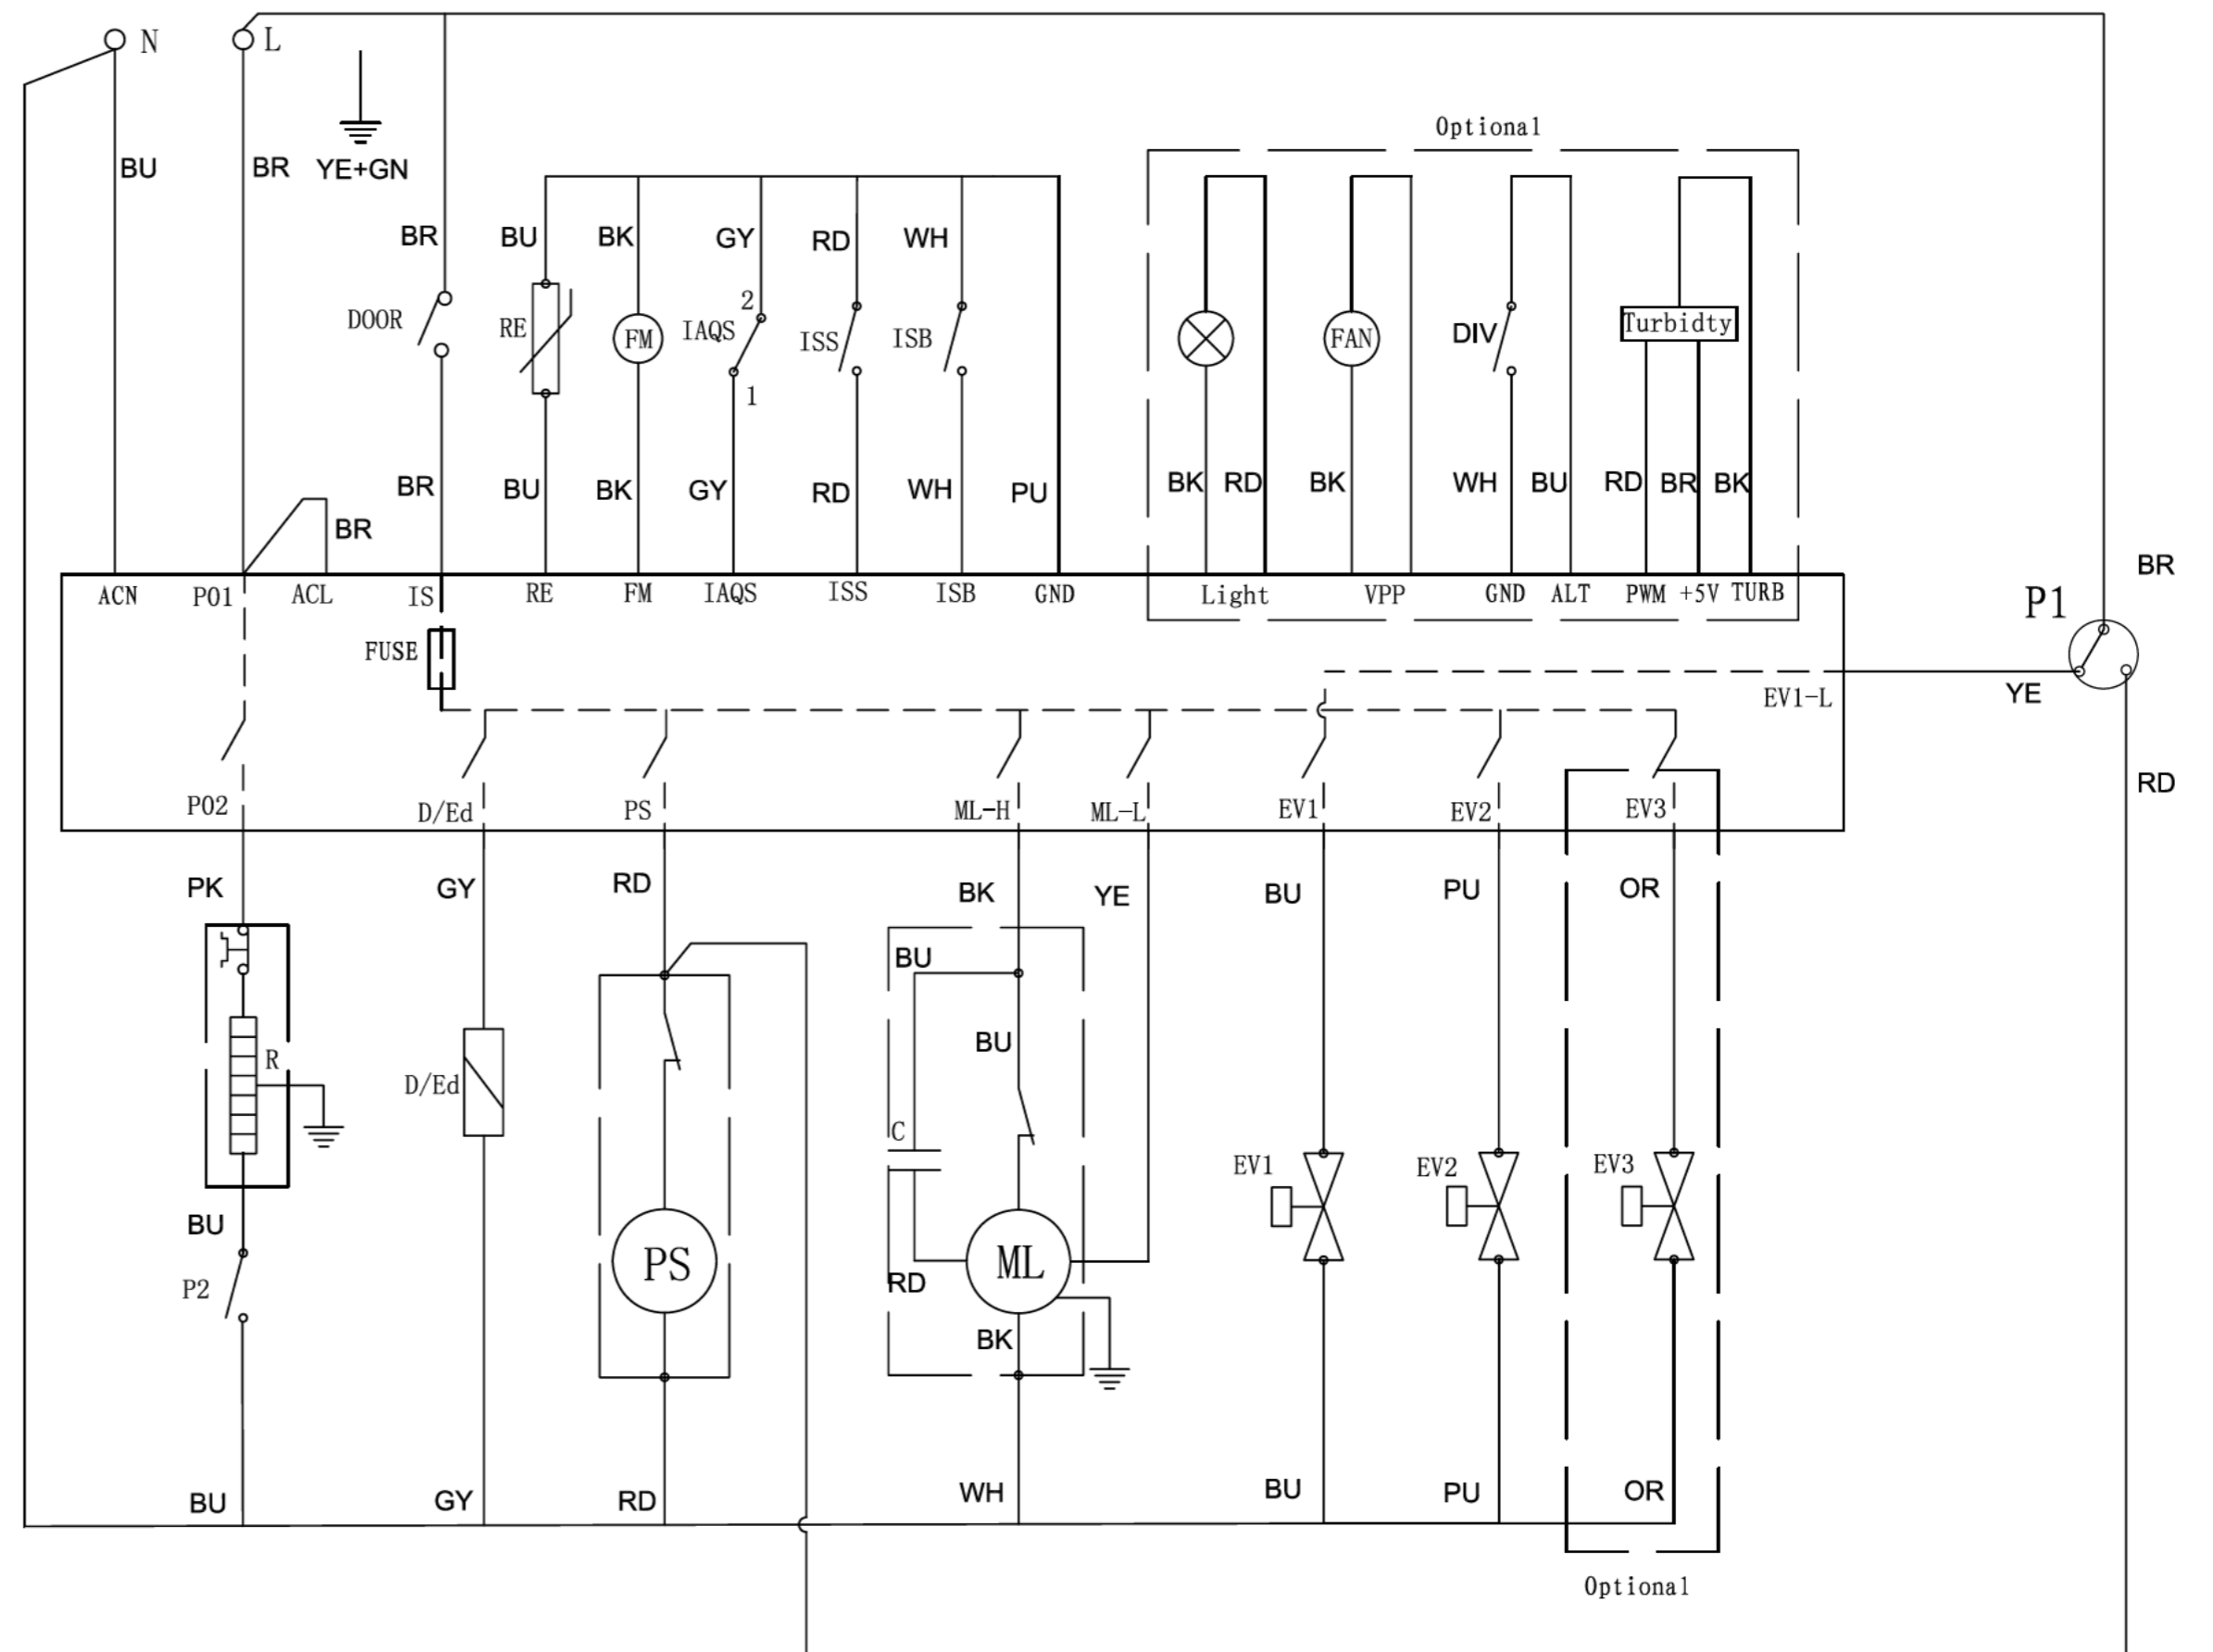 N
L
BU
BR
YE+GN
Optional
BR
BU
BK
GY
RD
WH
DOOR
RE
FM
IAQS
2
1
ISS
ISB
FAN
DIV
Turbidty
BR
BU
BK
GY
RD
WH
PU
BK
RD
BK
WH
BU
RD
BR
BK
BR
ACN
P01
ACL
IS
RE
FM
IAQS
ISS
ISB
GND
Light
VPP
GND
ALT
PWM
+5V
TURB
BR
P1
FUSE
EV1-L
YE
RD
P02
D/Ed
PS
ML-H
ML-L
EV1
EV2
EV3
PK
GY
RD
BK
YE
BU
PU
OR
BU
BU
R
D/Ed
C
EV1
EV2
EV3
BU
PS
ML
RD
P2
BK
BU
GY
RD
WH
BU
PU
OR
Optional